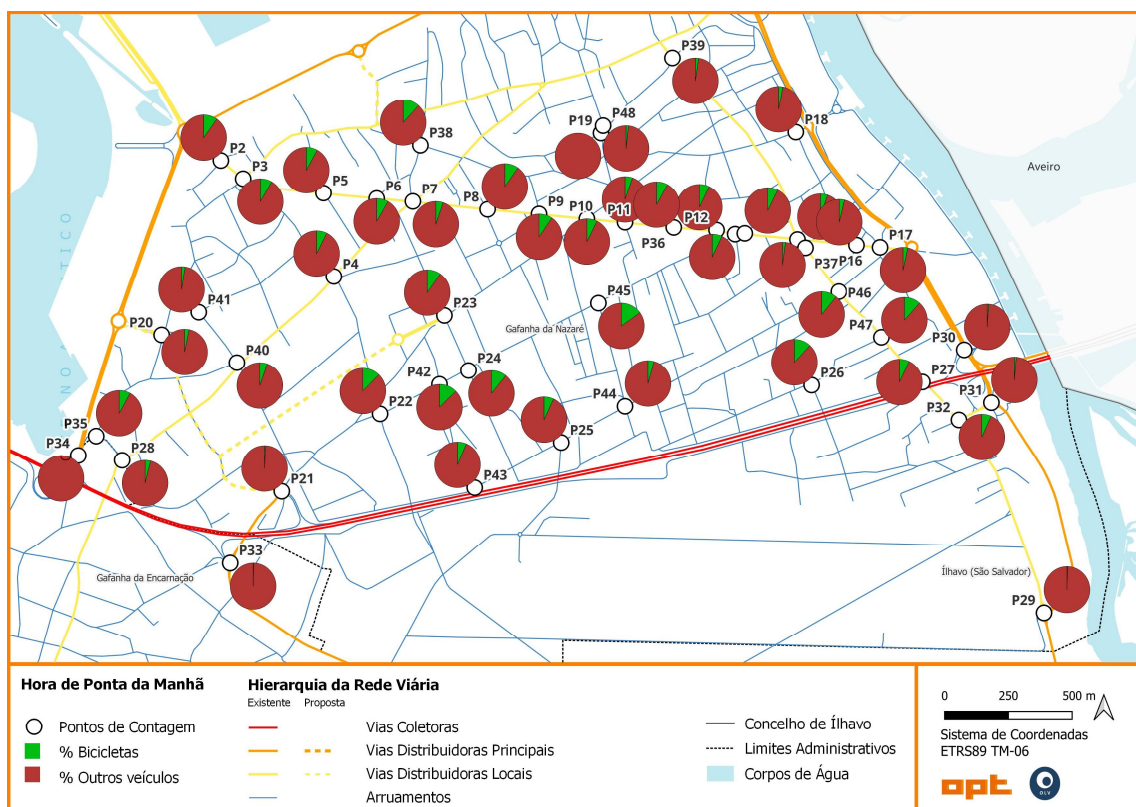 P39
P48
P19
P18
P38
Aveiro
P2
P3
P5
P6
P7
P8
P9
P10
P11
P12
P36
P37
P16
P17
P4
TICO
P41
P23
P45
P46
P20
Gafanha da Nazaré
P47
P30
P40
P24
P42
P27
P26
P44
P31
NO
P22
P32
P35
P25
P34
P28
P43
P21
P33
Gafanha da Encarnação
Ílhavo (São Salvador)
P29
Hora de Ponta da Manhã
Pontos de Contagem
% Bicicletas
% Outros veículos
Hierarquia da Rede Viária
Existente Proposta
Vias Coletoras
Vias Distribuidoras Principais
Vias Distribuidoras Locais
Arruamentos
Concelho de Ílhavo
Limites Administrativos
Corpos de Água
0 250 500 m
Sistema de Coordenadas
ETRS89 TM-06
opt
OLV